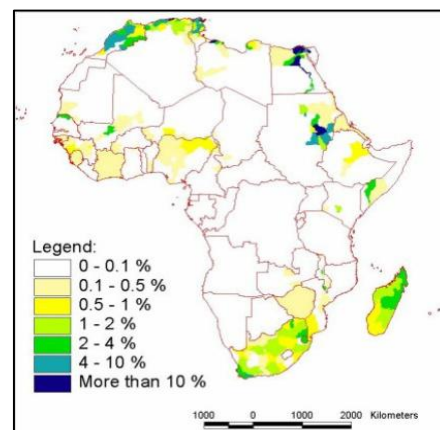 Legend:
0 - 0.1 %
0.1 - 0.5 %
0.5 - 1 %
1 - 2 %
2 - 4 %
4 - 10 %
More than 10 %
1000 0 1000 2000 Kilometers